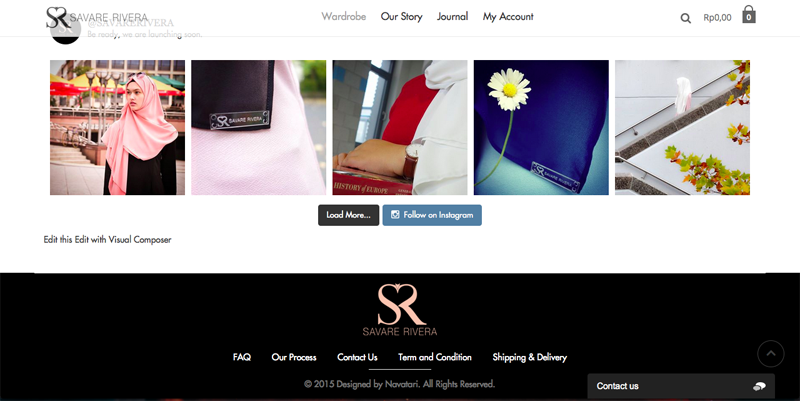 SR SAVARE RIVERA
Wardrobe Our Story Journal My Account
Rp0,00 0
@SAVARERIVERA
Be ready, we are launching soon.
SR SAVARE RIVERA
HISTORY of EUROPE
SAVARE RIVERA
Load More... Follow on Instagram
Edit this Edit with Visual Composer
SR
SAVARE RIVERA
FAQ Our Process Contact Us Term and Condition Shipping & Delivery
© 2015 Designed by Navatari. All Rights Reserved.
Contact us